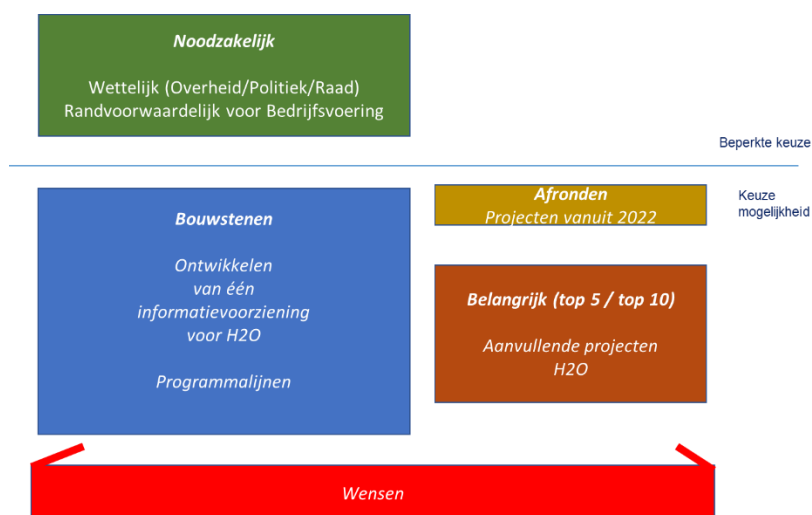 Noodzakelijk
Wettelijk (Overheid/Politiek/Raad)
Randvoorwaardelijk voor Bedrijfsvoering
Beperkte keuze
Keuze
mogelijkheid
Bouwstenen
Ontwikkelen
van één
informatievoorziening
voor H2O
Programmalijnen
Afronden
Projecten vanuit 2022
Belangrijk (top 5 / top 10)
Aanvullende projecten
H2O
Wensen